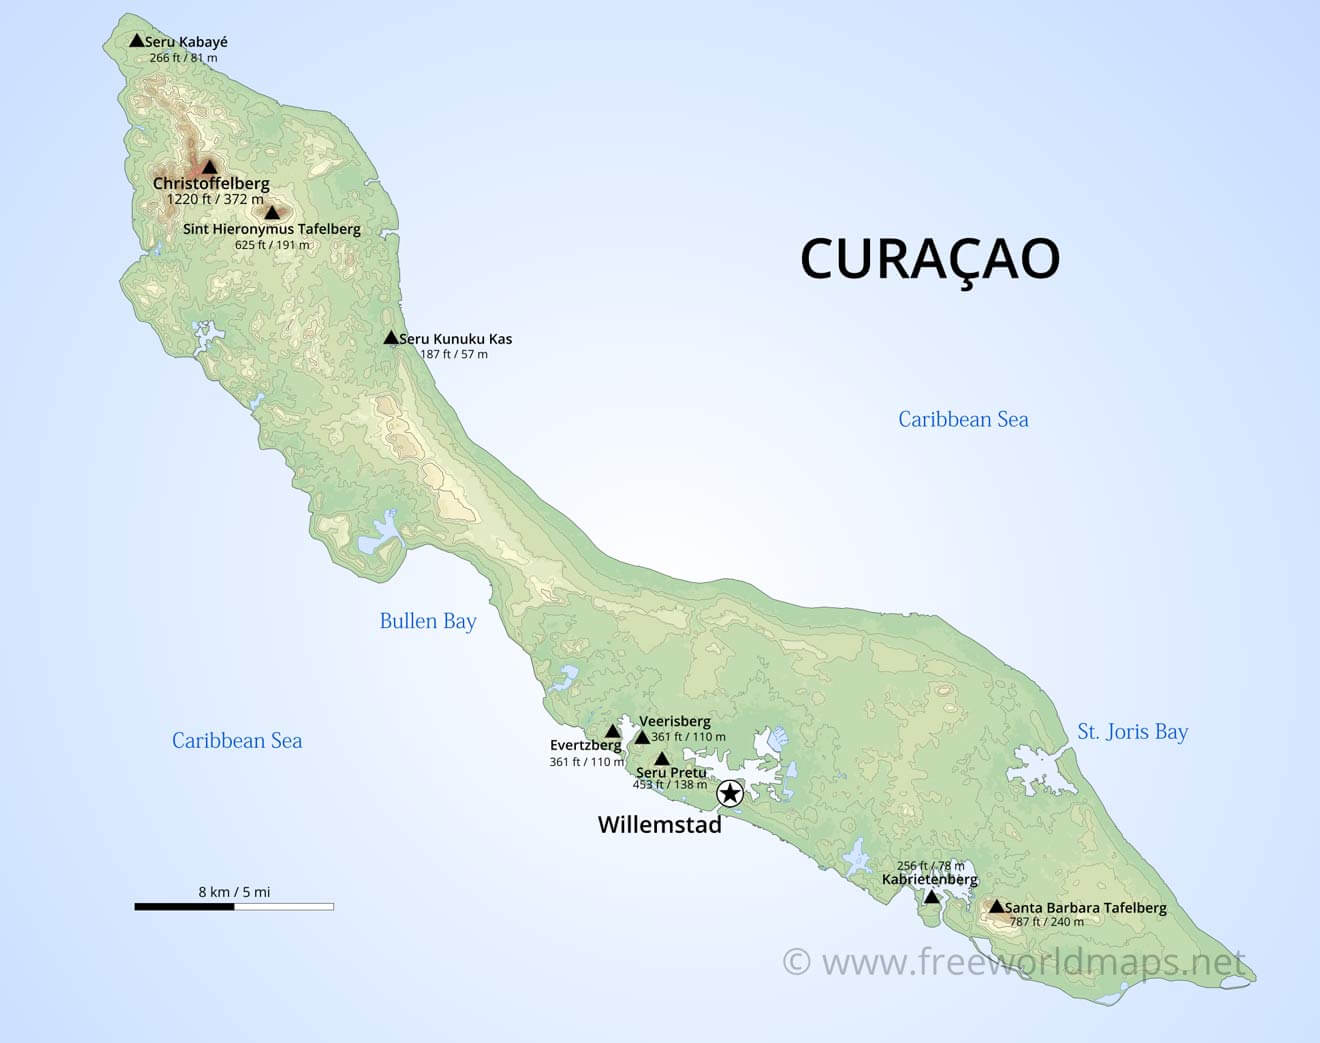 Seru Kabayé
266 ft / 81 m
Christoffelberg
1220 ft / 372 m
Sint Hieronymus Tafelberg
625 ft / 191 m
CURAÇAO
Seru Kunuku Kas
187 ft / 57 m
Caribbean Sea
Bullen Bay
Caribbean Sea
St. Joris Bay
Veerisberg
361 ft / 110 m
Evertzberg
361 ft / 110 m
Seru Pretu
453 ft / 138 m
Willemstad
256 ft / 78 m
Kabrietenberg
8 km / 5 mi
Santa Barbara Tafelberg
787 ft / 240 m
© www.freeworldmaps.net